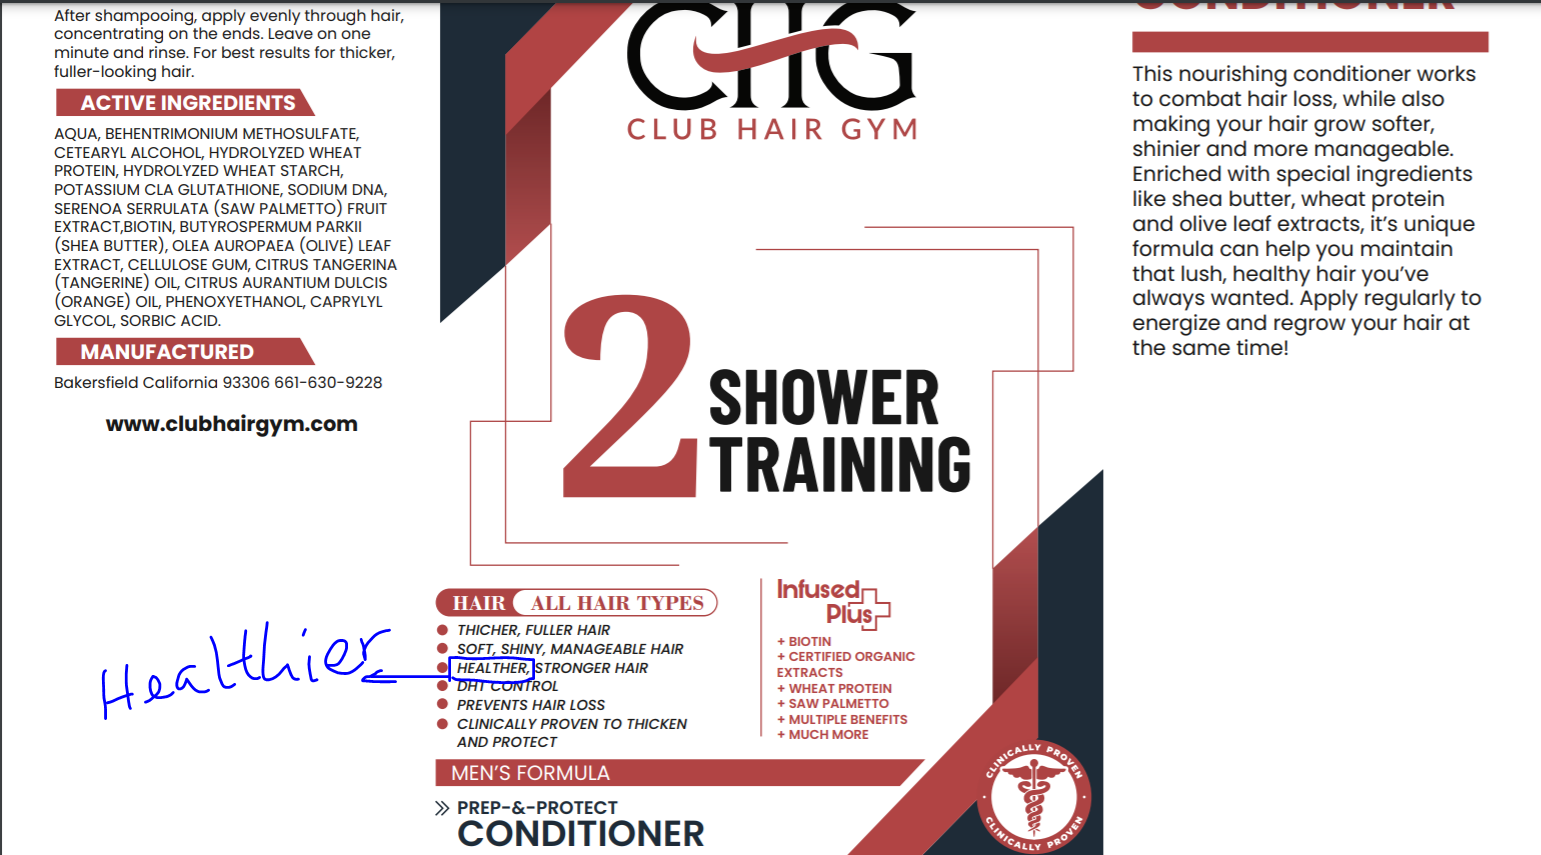 After shampooing, apply evenly through hair,
concentrating on the ends. Leave on one
minute and rinse. For best results for thicker,
fuller-looking hair.
ACTIVE INGREDIENTS
AQUA, BEHENTRIMONIUM METHOSULFATE,
CETEARYL ALCOHOL, HYDROLYZED WHEAT
PROTEIN, HYDROLYZED WHEAT STARCH,
POTASSIUM CLA GLUTATHIONE, SODIUM DNA,
SERENOA SERRULATA (SAW PALMETTO) FRUIT
EXTRACT,BIOTIN, BUTYROSPERMUM PARKII
(SHEA BUTTER), OLEA AUROPAEA (OLIVE) LEAF
EXTRACT, CELLULOSE GUM, CITRUS TANGERINA
(TANGERINE) OIL, CITRUS AURANTIUM DULCIS
(ORANGE) OIL, PHENOXYETHANOL, CAPRYLYL
GLYCOL, SORBIC ACID.
MANUFACTURED
Bakersfield California 93306 661-630-9228
www.clubhairgym.com
Healthier
CHG
CLUB HAIR GYM
2
SHOWER
TRAINING
HAIR ALL HAIR TYPES
THICHER, FULLER HAIR
SOFT, SHINY, MANAGEABLE HAIR
HEALTHER, STRONGER HAIR
DHT CONTROL
PREVENTS HAIR LOSS
CLINICALLY PROVEN TO THICKEN
AND PROTECT
Infused
Plus
+ BIOTIN
+ CERTIFIED ORGANIC
EXTRACTS
+ WHEAT PROTEIN
+ SAW PALMETTO
+ MULTIPLE BENEFITS
+ MUCH MORE
MEN'S FORMULA
PREP-&-PROTECT
CONDITIONER
CLINICALLY PROVEN
CLINICALLY PROVEN
CONDITIONER
This nourishing conditioner works
to combat hair loss, while also
making your hair grow softer,
shinier and more manageable.
Enriched with special ingredients
like shea butter, wheat protein
and olive leaf extracts, it's unique
formula can help you maintain
that lush, healthy hair you've
always wanted. Apply regularly to
energize and regrow your hair at
the same time!